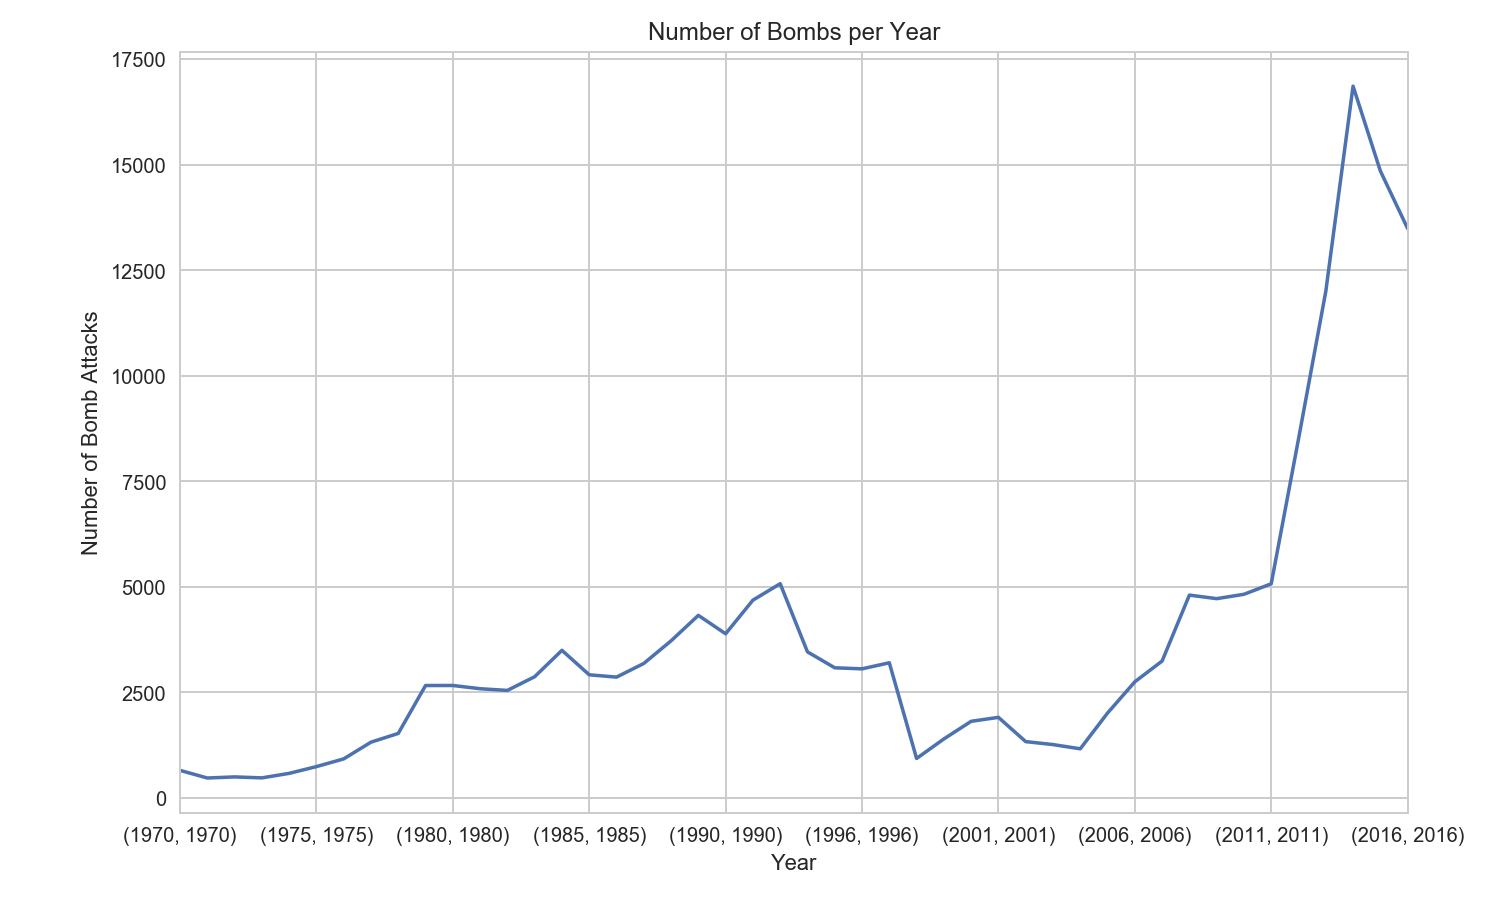 Number of Bombs per Year
17500
15000
12500
10000
7500
5000
2500
0
Number of Bomb Attacks
(1970, 1970) (1975, 1975) (1980, 1980) (1985, 1985) (1990, 1990) (1996, 1996) (2001, 2001) (2006, 2006) (2011, 2011) (2016, 2016)
Year